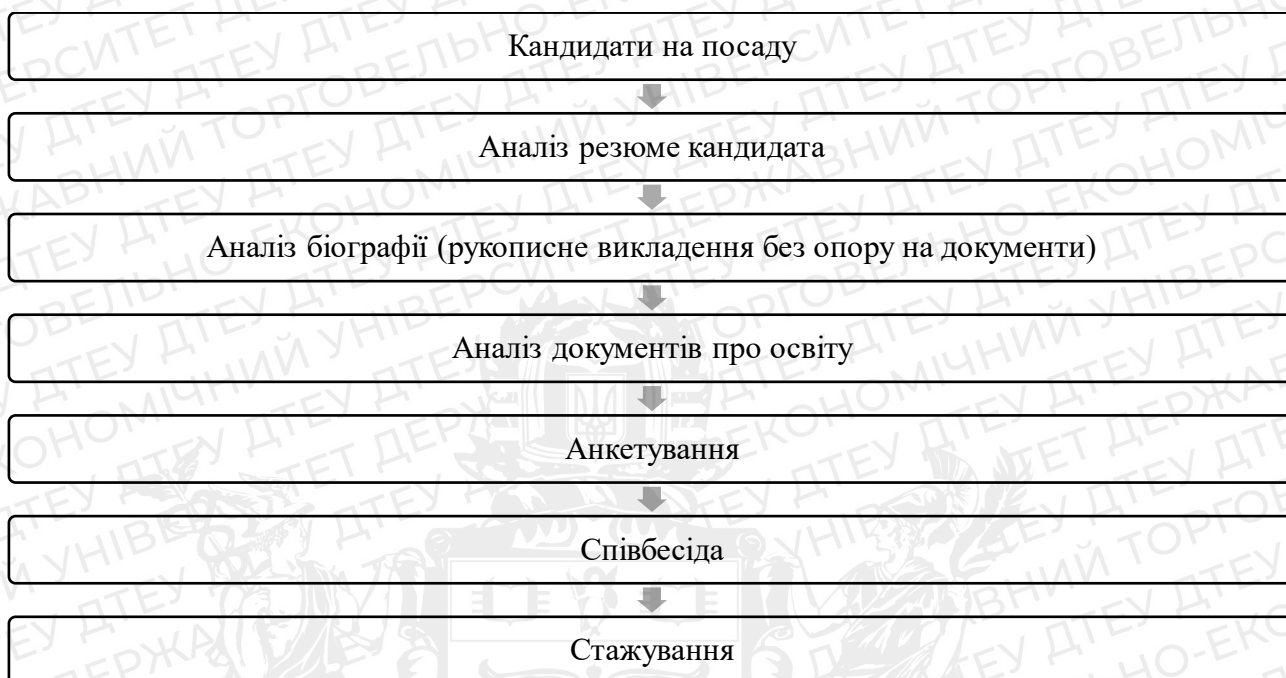 Кандидати на посаду
Аналіз резюме кандидата
Аналіз біографії (рукописне викладення без опору на документи)
Аналіз документів про освіту
Анкетування
Співбесіда
Стажування